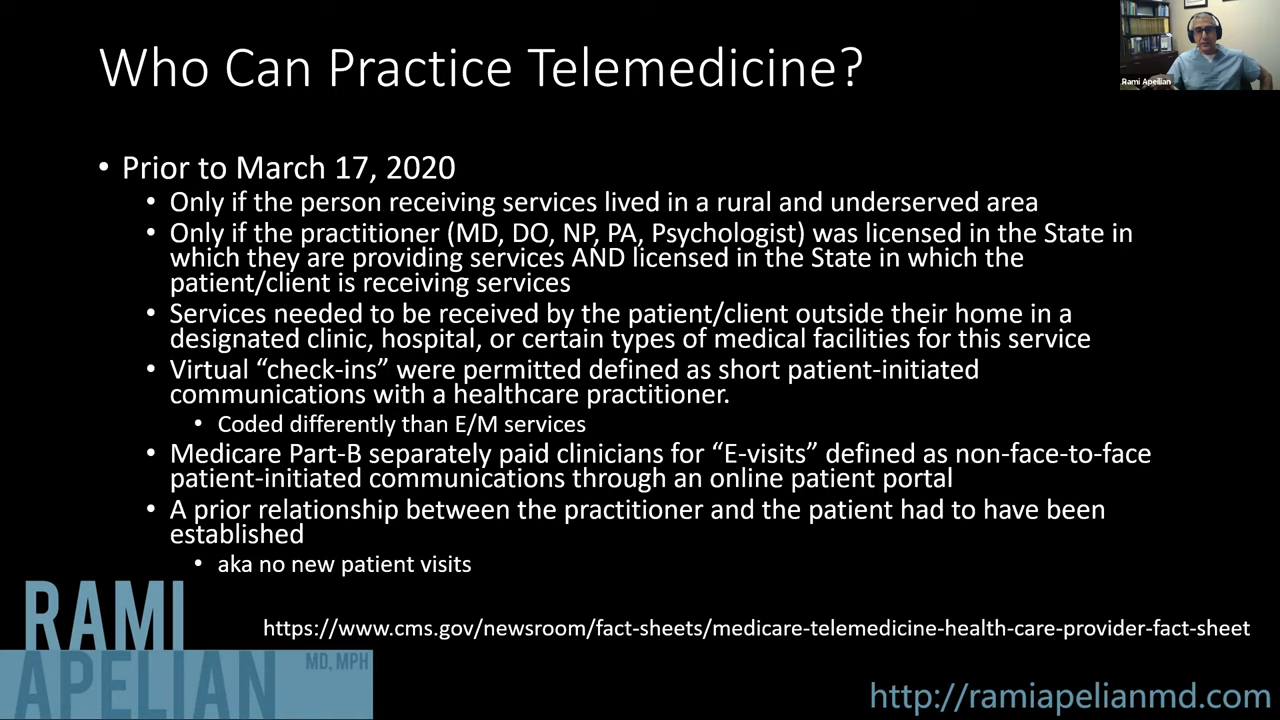 Who Can Practice Telemedicine?
Rami Apelian
• Prior to March 17, 2020
• Only if the person receiving services lived in a rural and underserved area
• Only if the practitioner (MD, DO, NP, PA, Psychologist) was licensed in the State in
which they are providing services AND licensed in the State in which the
patient/client is receiving services
• Services needed to be received by the patient/client outside their home in a
designated clinic, hospital, or certain types of medical facilities for this service
• Virtual “check-ins” were permitted defined as short patient-initiated
communications with a healthcare practitioner.
• Coded differently than E/M services
• Medicare Part-B separately paid clinicians for “E-visits” defined as non-face-to-face
patient-initiated communications through an online patient portal
• A prior relationship between the practitioner and the patient had to have been
established
• aka no new patient visits
RAMI
APELIAN
MD, MPH
https://www.cms.gov/newsroom/fact-sheets/medicare-telemedicine-health-care-provider-fact-sheet
http://ramiapelianmd.com